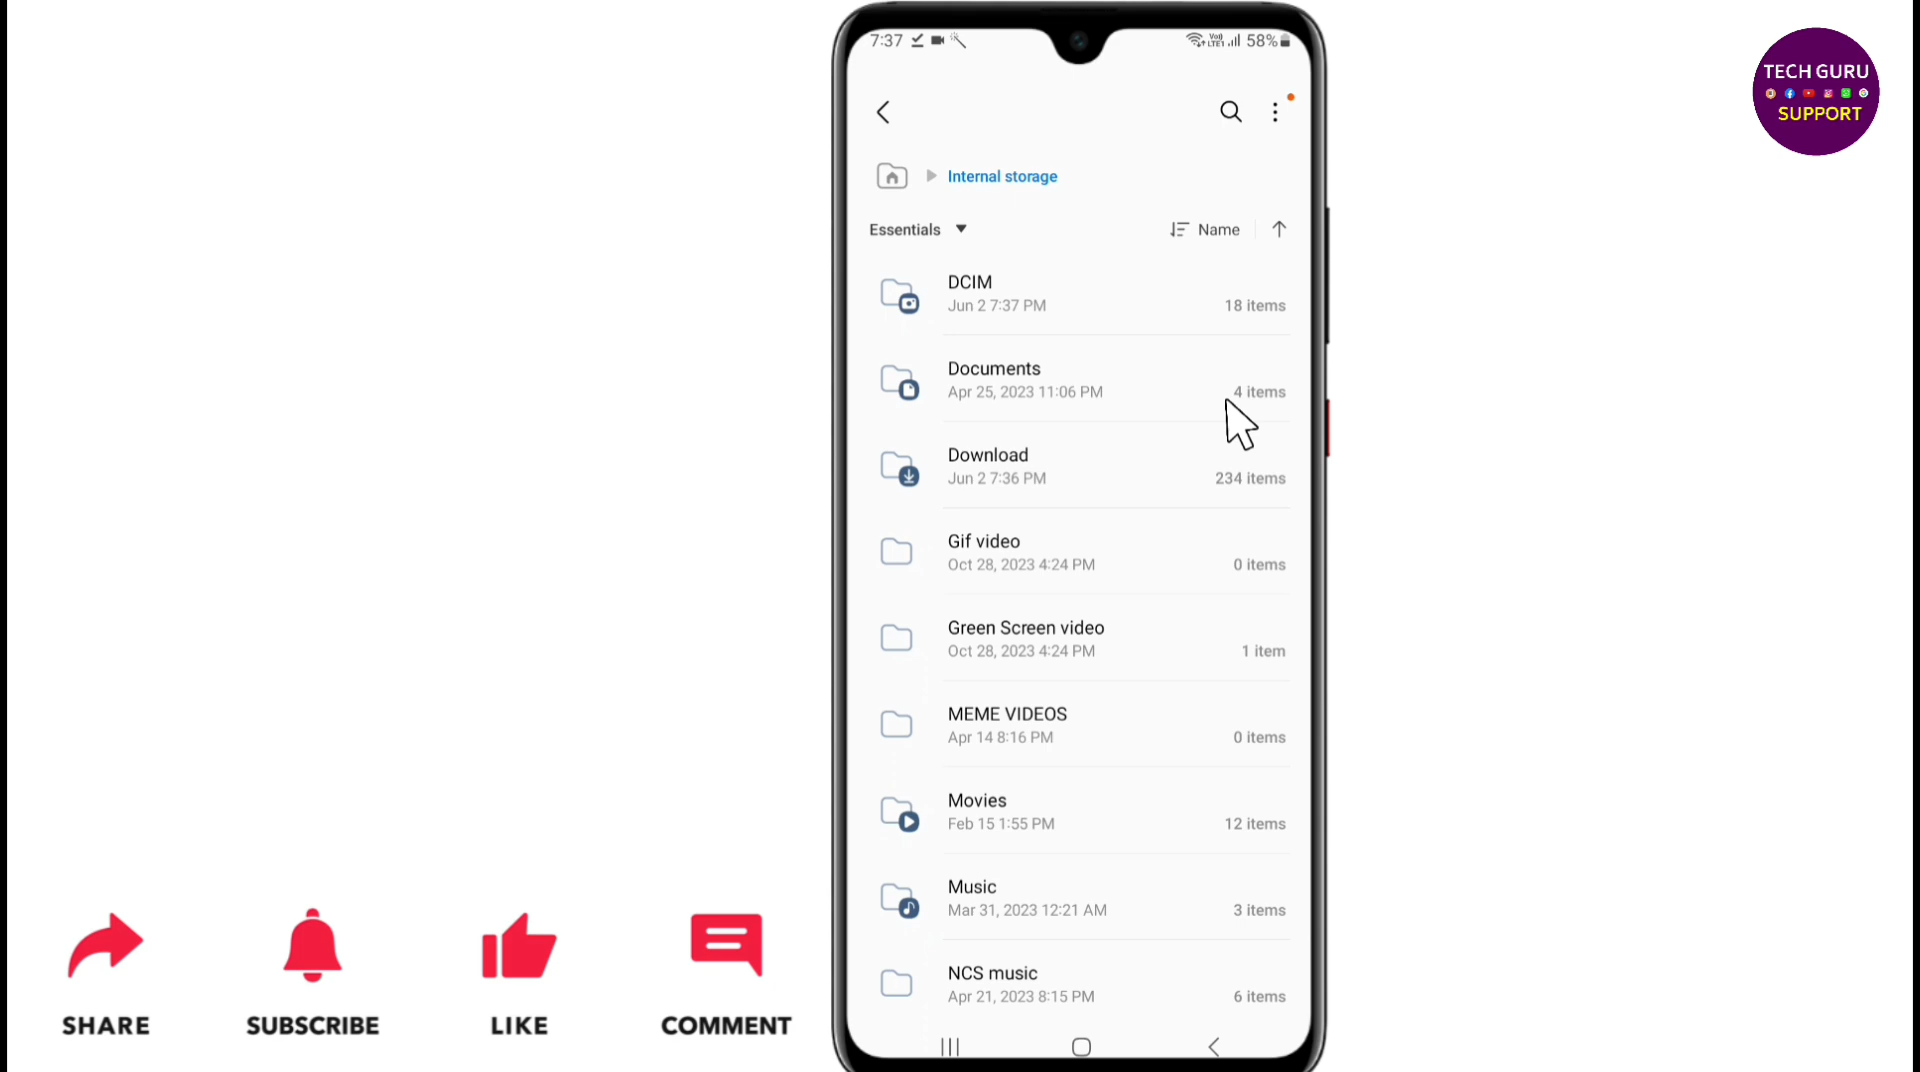 7:37
Vo)) LTE1 58%
TECH GURU
SUPPORT
Internal storage
Essentials
Name
DCIM
Jun 2 7:37 PM
18 items
Documents
Apr 25, 2023 11:06 PM
4 items
Download
Jun 2 7:36 PM
234 items
Gif video
Oct 28, 2023 4:24 PM
0 items
Green Screen video
Oct 28, 2023 4:24 PM
1 item
MEME VIDEOS
Apr 14 8:16 PM
0 items
Movies
Feb 15 1:55 PM
12 items
Music
Mar 31, 2023 12:21 AM
3 items
NCS music
Apr 21, 2023 8:15 PM
6 items
SHARE
SUBSCRIBE
LIKE
COMMENT